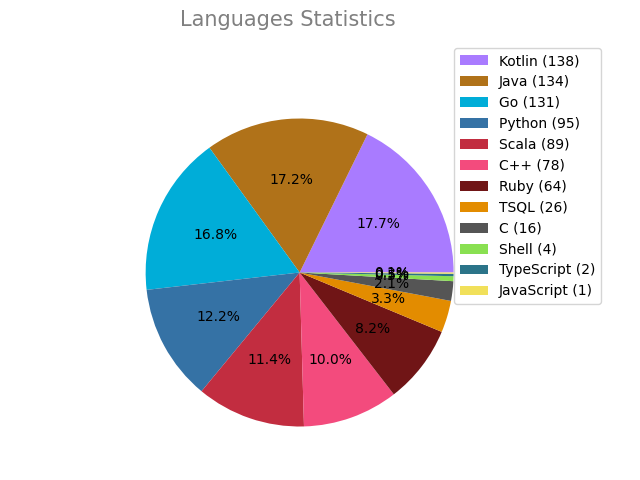 Languages Statistics
Kotlin (138)
Java (134)
Go (131)
Python (95)
Scala (89)
C++ (78)
Ruby (64)
TSQL (26)
C (16)
Shell (4)
TypeScript (2)
JavaScript (1)
17.7%
17.2%
16.8%
12.2%
11.4%
10.0%
8.2%
3.3%
2.1%